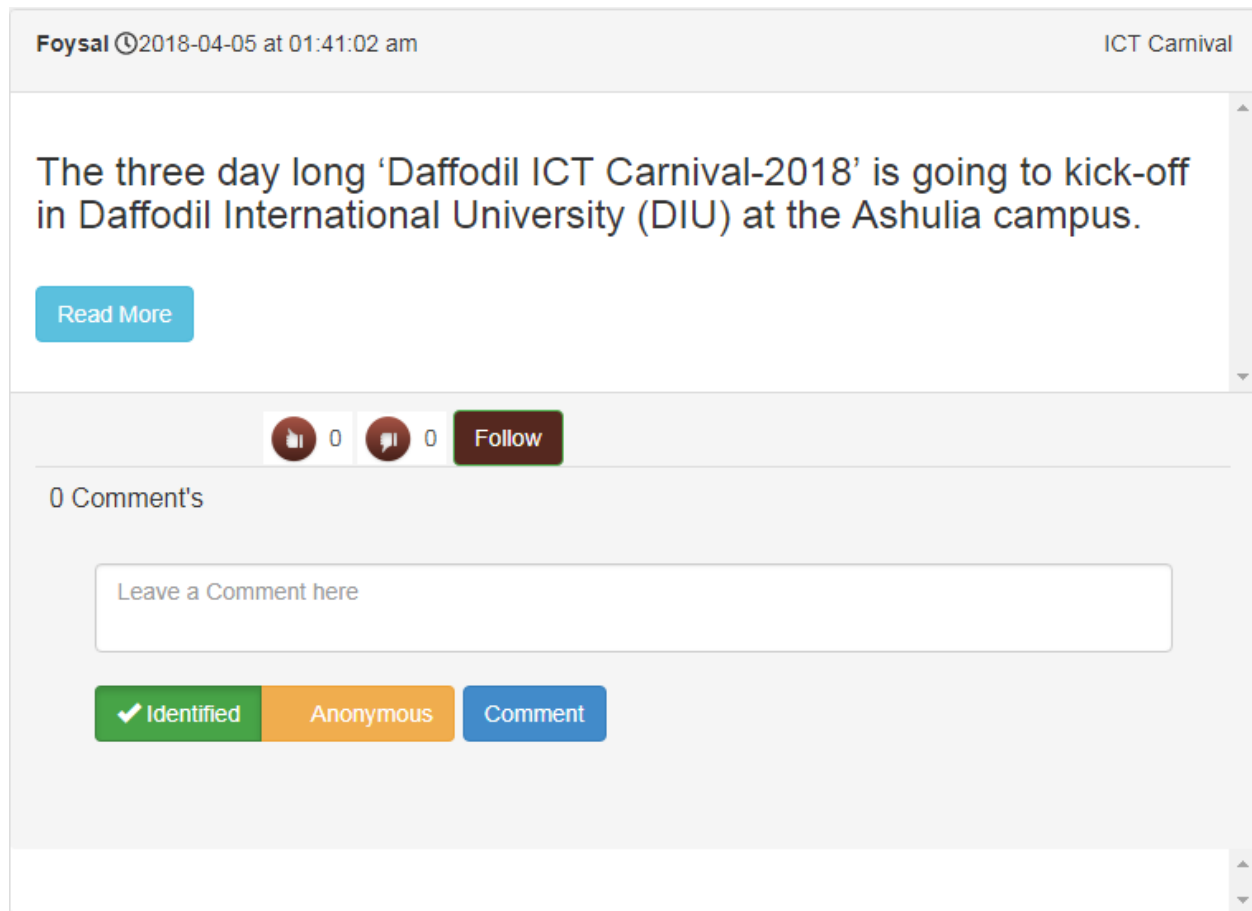 Foysal 2018-04-05 at 01:41:02 am ICT Carnival
The three day long ‘Daffodil ICT Carnival-2018’ is going to kick-off
in Daffodil International University (DIU) at the Ashulia campus.
Read More
0 0 Follow
0 Comment's
Leave a Comment here
Identified Anonymous Comment